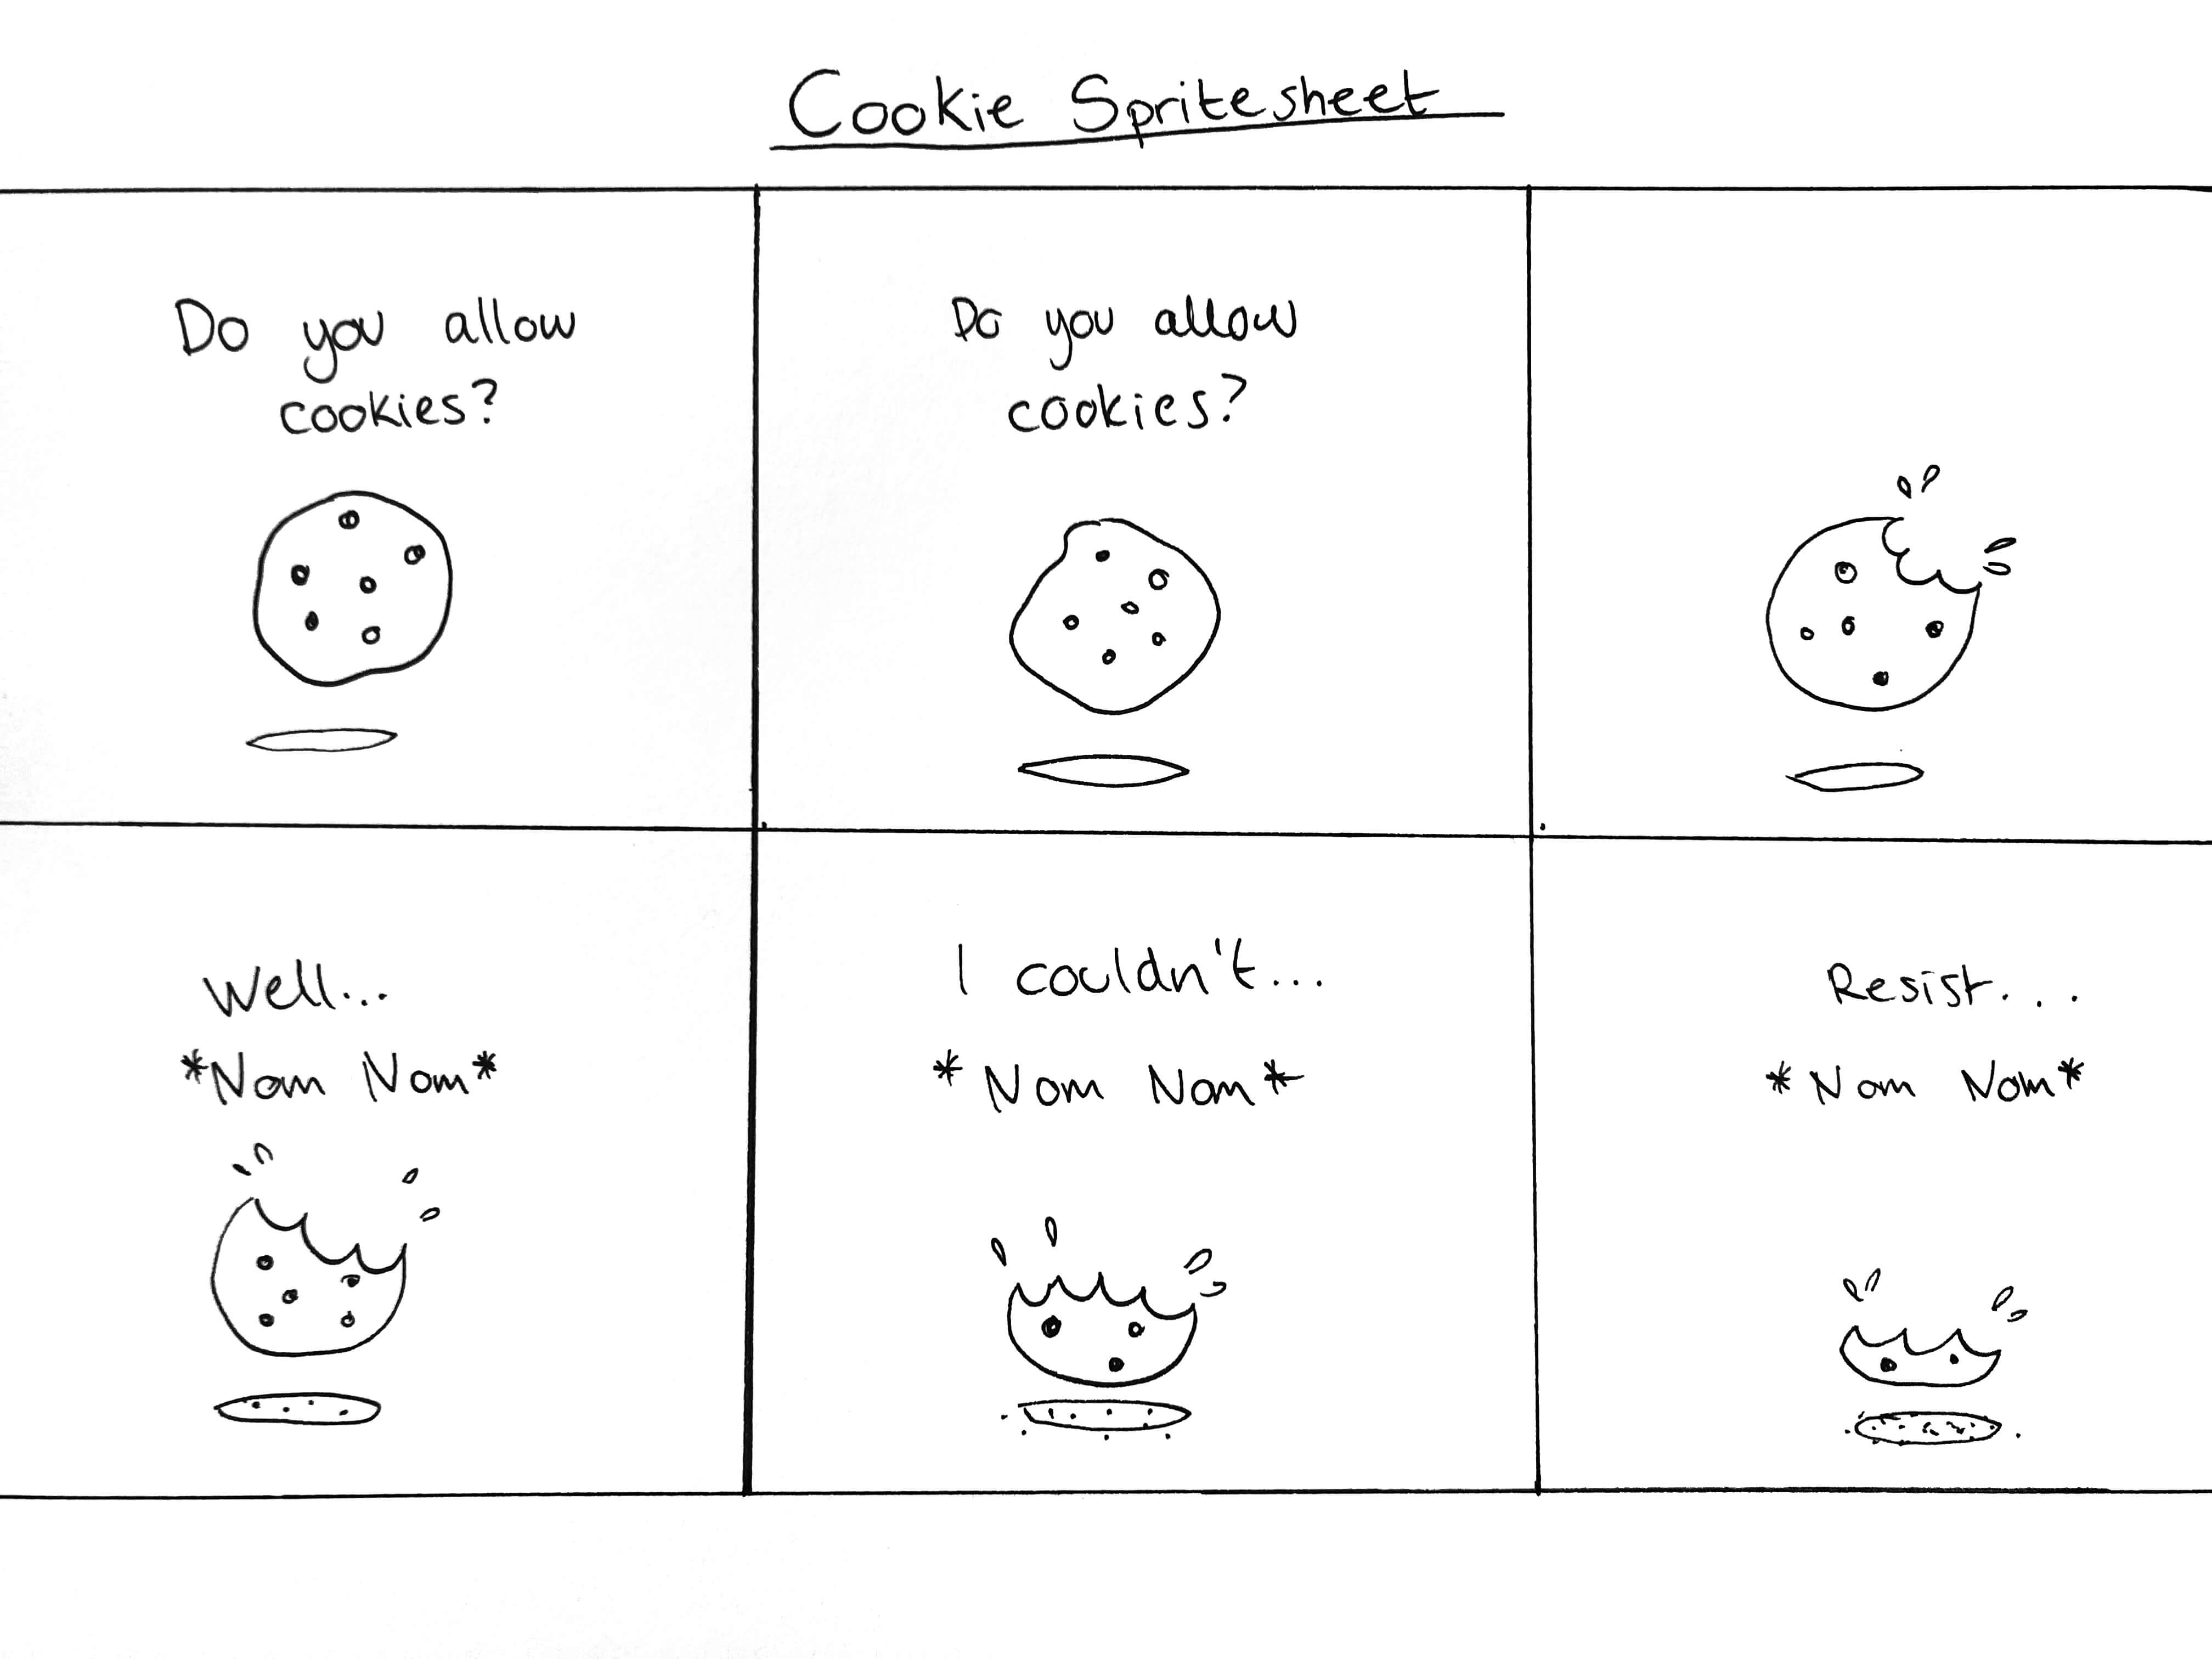 Cookie Spritesheet
Do you allow
cookies?
Do you allow
cookies?
Well...
*Nom Nom*
I couldn't...
*Nom Nom*
Resist...
*Nom Nom*